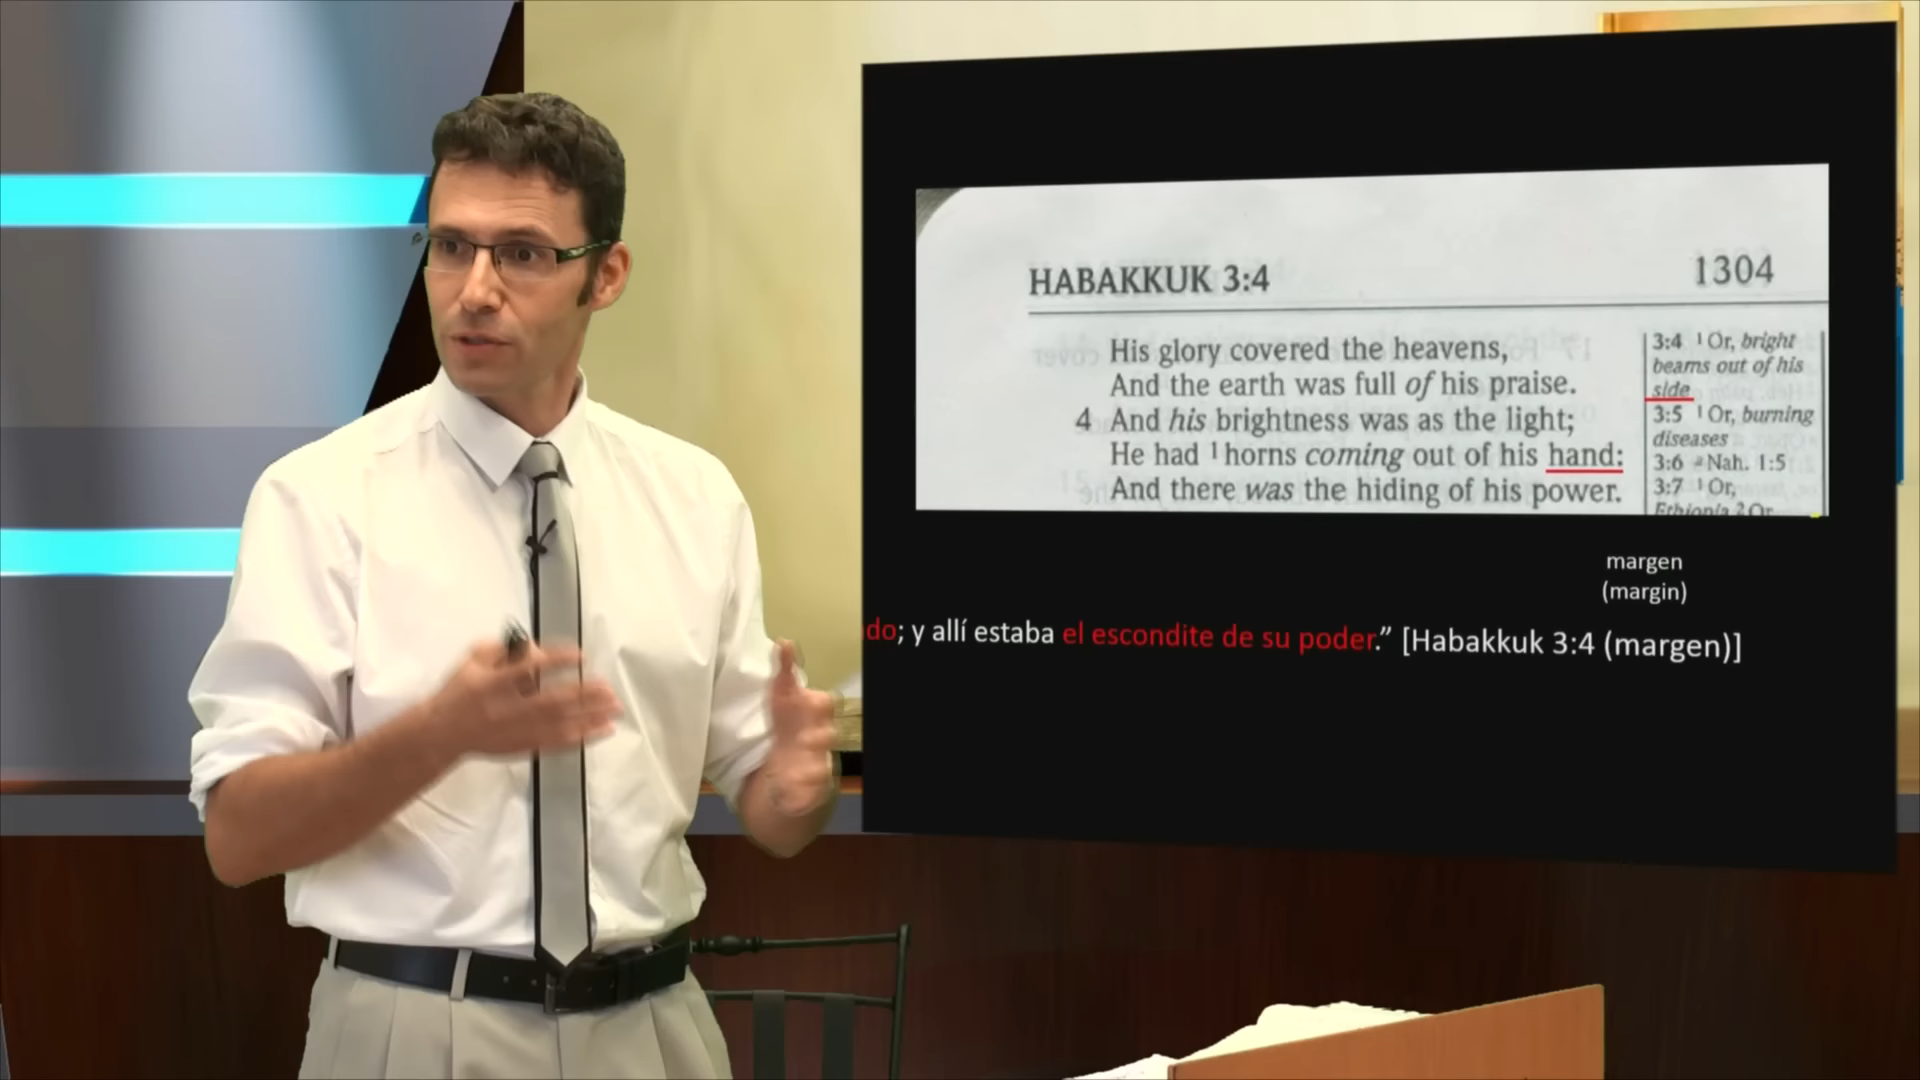 HABAKKUK 3:4
1304
His glory covered the heavens,
And the earth was full of his praise.
4 And his brightness was as the light;
He had 1 horns coming out of his hand:
And there was the hiding of his power.
3:4 1 Or, bright
beams out of his
side
3:5 1 Or, burning
diseases
3:6 a Nah. 1:5
3:7 1 Or,
Ethiopia 2 Or
margen
(margin)
do; y allí estaba el escondite de su poder.” [Habakkuk 3:4 (margen)]